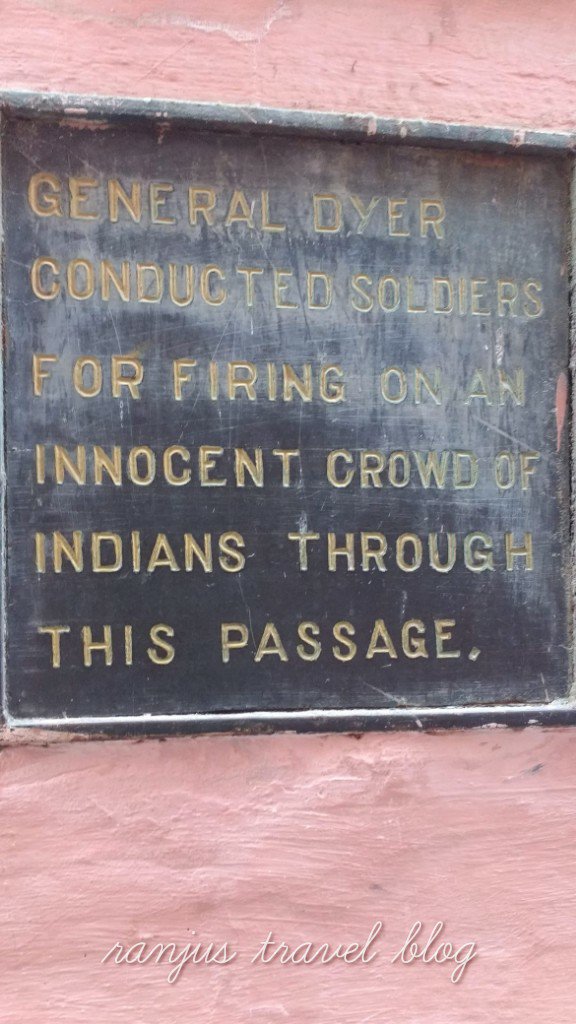 GENERAL DYER
CONDUCTED SOLDIERS
FOR FIRING ON AN
INNOCENT CROWD OF
INDIANS THROUGH
THIS PASSAGE.
ranjus travel blog